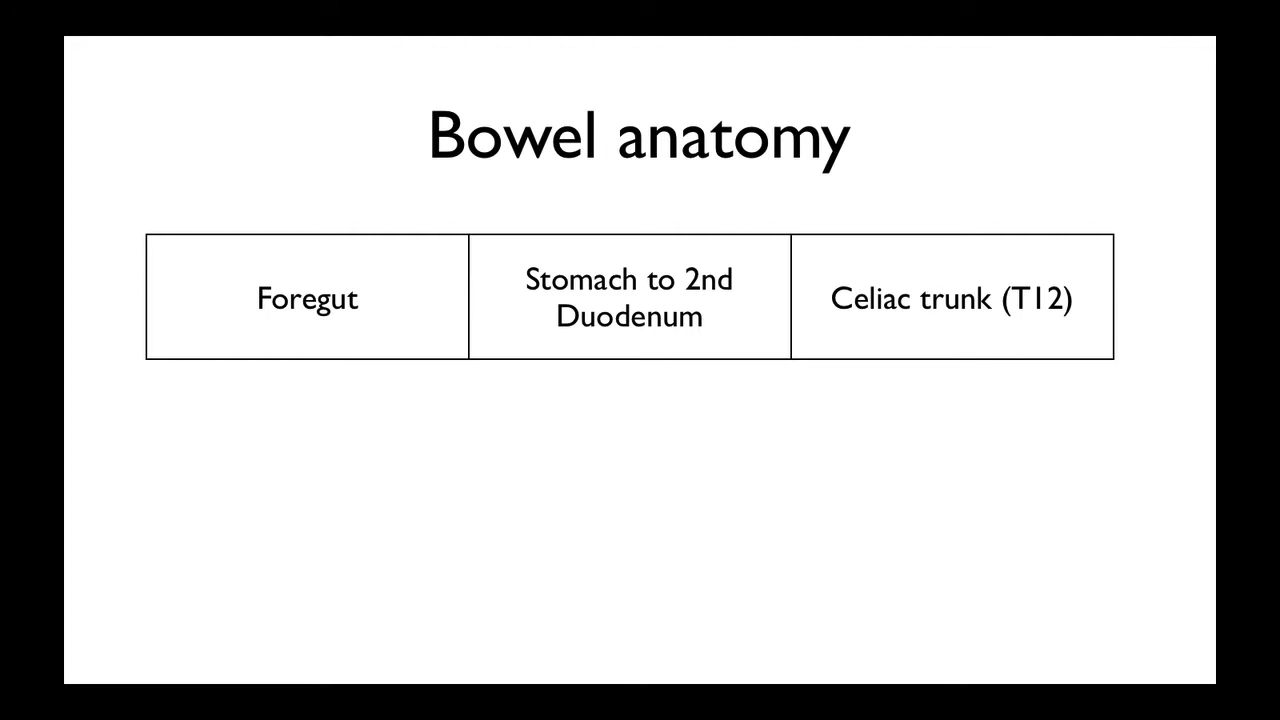 Bowel anatomy
Foregut
Stomach to 2nd
Duodenum
Celiac trunk (T12)